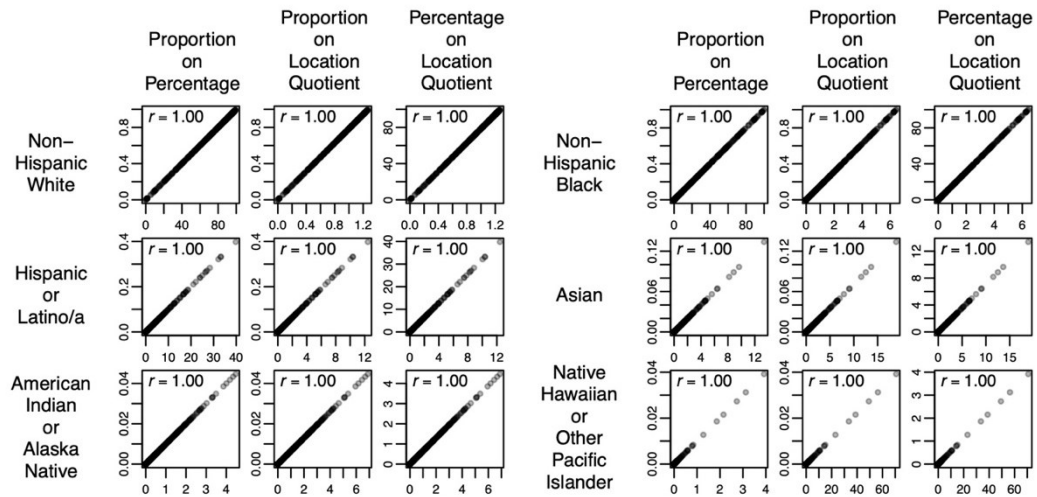 Proportion
on
Percentage
Proportion
on
Location
Quotient
Percentage
on
Location
Quotient
Non–
Hispanic
White
r = 1.00
0.0 0.4 0.8
0 40 80
r = 1.00
0.0 0.4 0.8
0.0 0.4 0.8 1.2
r = 1.00
0 40 80
0.0 0.4 0.8 1.2
Hispanic
or
Latino/a
r = 1.00
0.0 0.2 0.4
0 10 20 30 40
r = 1.00
0.0 0.2 0.4
0 2 4 6 8 12
r = 1.00
0 10 20 30 40
0 2 4 6 8 12
American
Indian
or
Alaska
Native
r = 1.00
0.00 0.02 0.04
0 1 2 3 4
r = 1.00
0.00 0.02 0.04
0 2 4 6
r = 1.00
0 1 2 3 4
0 2 4 6
Proportion
on
Percentage
Proportion
on
Location
Quotient
Percentage
on
Location
Quotient
Non–
Hispanic
Black
r = 1.00
0.0 0.4 0.8
0 40 80
r = 1.00
0.0 0.4 0.8
0 2 4 6
r = 1.00
0 40 80
0 2 4 6
Asian
r = 1.00
0.00 0.06 0.12
0 2 4 6 8 12
r = 1.00
0.00 0.06 0.12
0 5 10 15
r = 1.00
0 4 8 12
0 5 10 15
Native
Hawaiian
or
Other
Pacific
Islander
r = 1.00
0.00 0.02 0.04
0 1 2 3 4
r = 1.00
0.00 0.02 0.04
0 20 40 60
r = 1.00
0 1 2 3 4
0 20 40 60